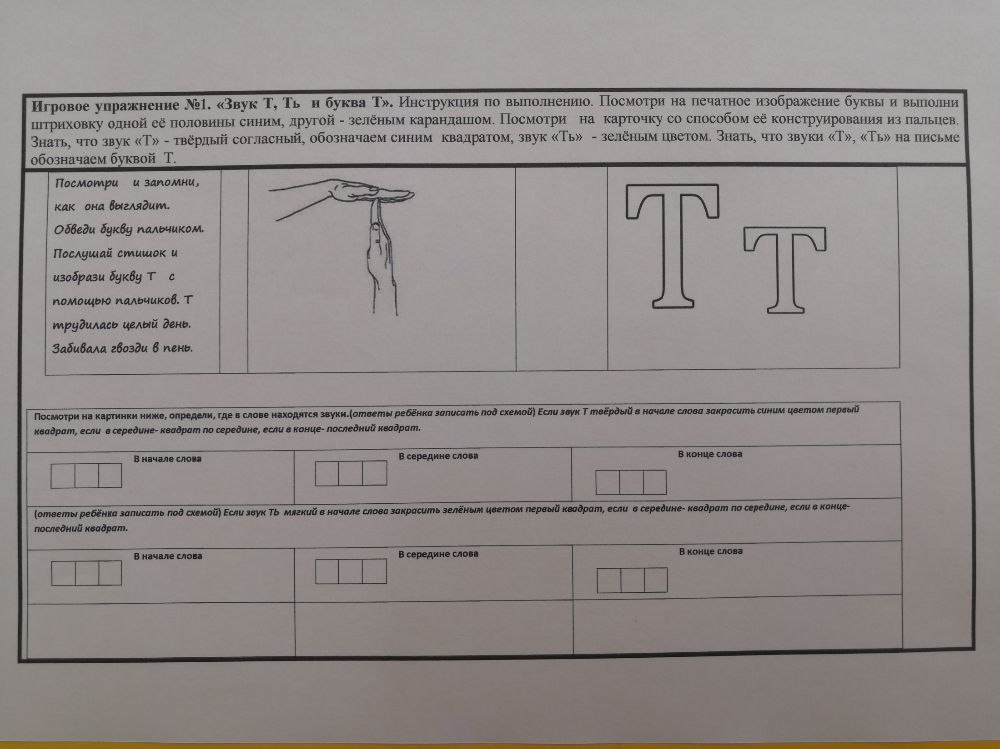 Игровое упражнение №1. «Звук Т, Ть и буква Т». Инструкция по выполнению. Посмотри на печатное изображение буквы и выполни
штриховку одной её половины синим, другой - зелёным карандашом. Посмотри на карточку со способом её конструирования из пальцев.
Знать, что звук «Т» - твёрдый согласный, обозначаем синим квадратом, звук «Ть» - зелёным цветом. Знать, что звуки «Т», «Ть» на письме
обозначаем буквой Т.
Посмотри и запомни,
как она выглядит.
Обведи букву пальчиком.
Послушай стишок и
изобрази букву Т с
помощью пальчиков. Т
трудилась целый день.
Забивала гвозди в пень.
Т Т
Посмотри на картинки ниже, определи, где в слове находятся звуки.(ответы ребёнка записать под схемой) Если звук Т твёрдый в начале слова закрасить синим цветом первый
квадрат, если в середине- квадрат по середине, если в конце- последний квадрат.
В начале слова
В середине слова
В конце слова
(ответы ребёнка записать под схемой) Если звук ТЬ мягкий в начале слова закрасить зелёным цветом первый квадрат, если в середине- квадрат по середине, если в конце-
последний квадрат.
В начале слова
В середине слова
В конце слова